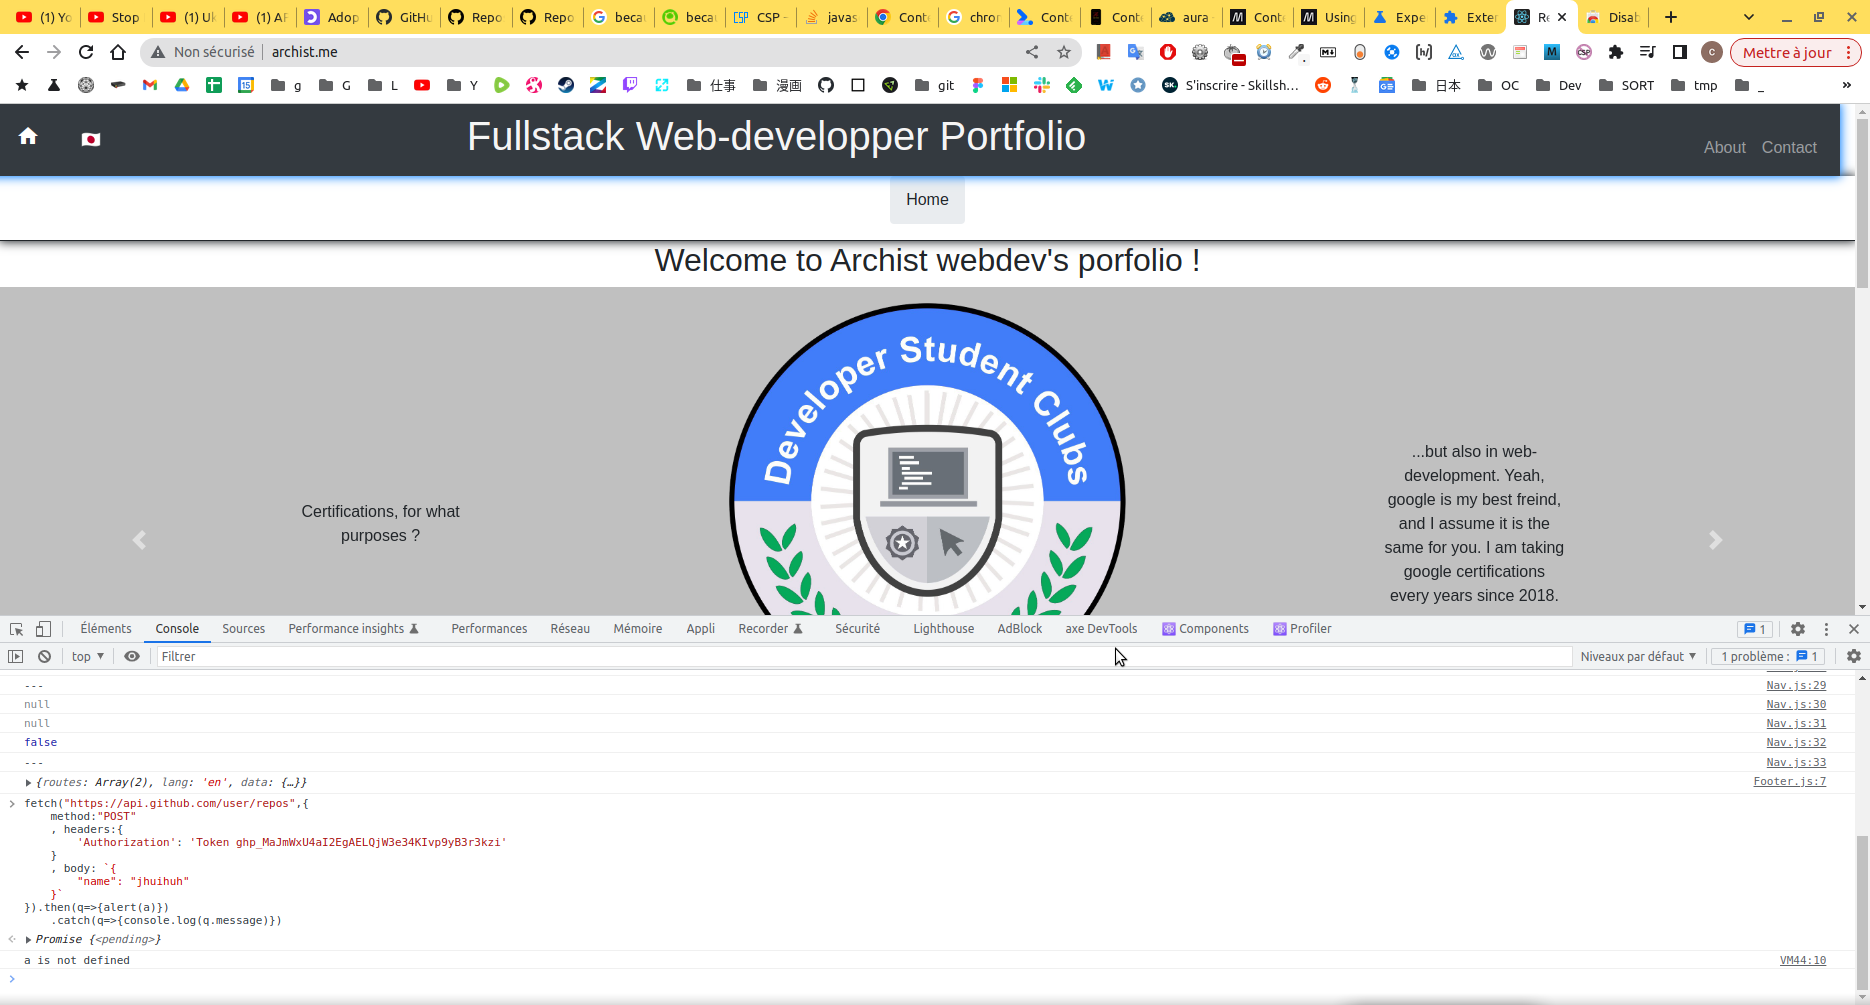 (1) Yo
Stop
(1) Uk
(1) AF
Adop
GitHu
Repo
Repo
beca
beca
CSP -
javas
Conte
chron
Conte
Cont
aura
Cont
Using
Expe
Exter
Re
Disab
Non sécurisé
archist.me
Mettre à jour
g
G
L
Y
仕事
漫画
git
S'inscrire - Skillsh...
日本
OC
Dev
SORT
tmp
_
»
Fullstack Web-developper Portfolio
About Contact
Home
Welcome to Archist webdev's porfolio !
Developer Student Clubs
Certifications, for what
purposes ?
...but also in web-
development. Yeah,
google is my best freind,
and I assume it is the
same for you. I am taking
google certifications
every years since 2018.
Éléments Console Sources Performance insights Performances Réseau Mémoire Appli Recorder Sécurité Lighthouse AdBlock axe DevTools Components Profiler 1
top Filtrer Niveaux par défaut 1 problème : 1
--- Nav.js:29
null Nav.js:30
null Nav.js:31
false Nav.js:32
--- Nav.js:33
{routes: Array(2), lang: 'en', data: {…}} Footer.js:7
fetch("https://api.github.com/user/repos",{
method:"POST"
, headers:{
'Authorization': 'Token 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'
}
, body: `{
"name": "jhuihuh"
}`
}).then(q=>{alert(a)})
.catch(q=>{console.log(q.message)})
Promise {<pending>}
a is not defined VM44:10